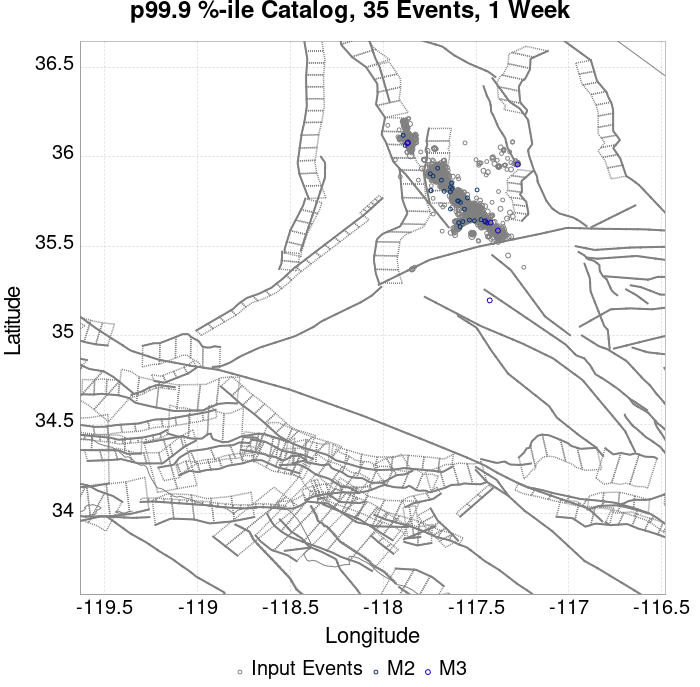 p99.9 %-ile Catalog, 35 Events, 1 Week
36.5
36
35.5
35
34.5
34
Latitude
-119.5 -119 -118.5 -118 -117.5 -117 -116.5
Longitude
Input Events M2 M3